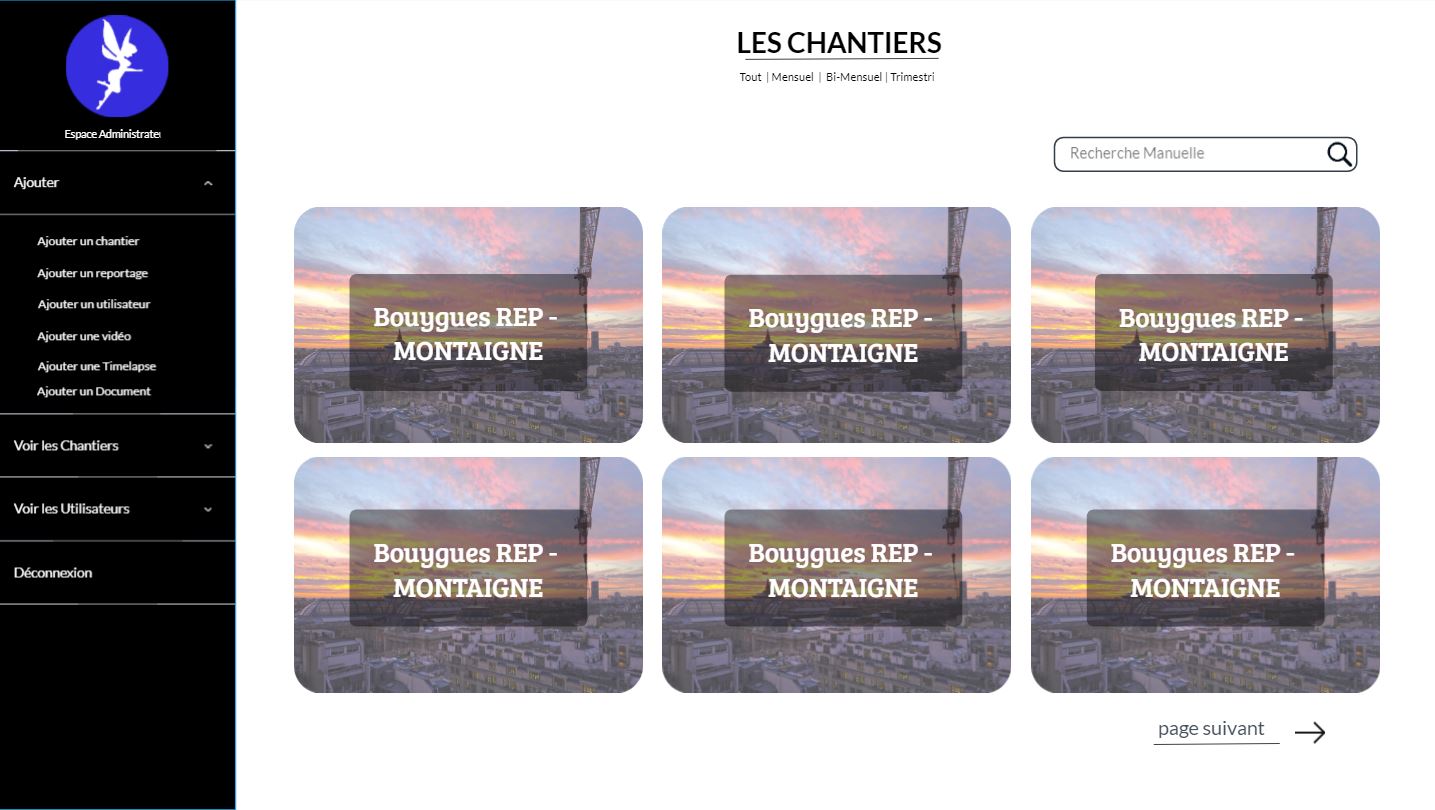 Espace Administrate
Ajouter
Ajouter un chantier
Ajouter un reportage
Ajouter un utilisateur
Ajouter une vidéo
Ajouter une Timelapse
Ajouter un Document
Voir les Chantiers
Voir les Utilisateurs
Déconnexion
LES CHANTIERS
Tout | Mensuel | Bi-Mensuel | Trimestri
Recherche Manuelle
Bouygues REP -
MONTAIGNE
Bouygues REP -
MONTAIGNE
Bouygues REP -
MONTAIGNE
Bouygues REP -
MONTAIGNE
Bouygues REP -
MONTAIGNE
Bouygues REP -
MONTAIGNE
page suivant